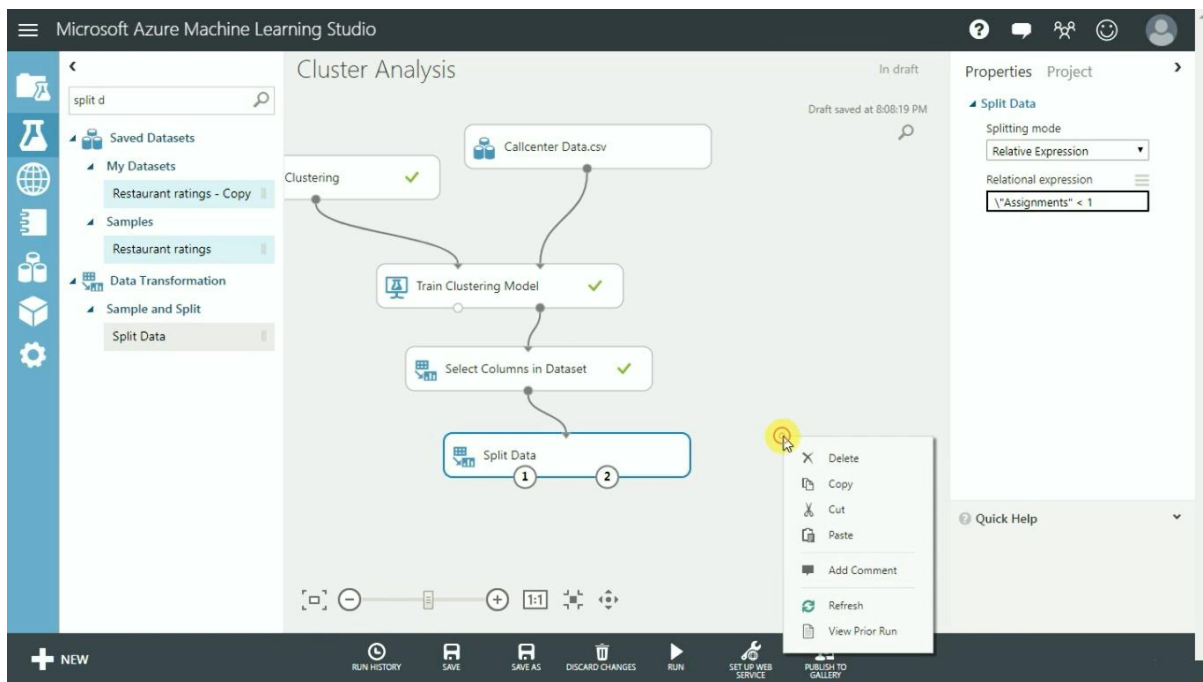 Microsoft Azure Machine Learning Studio
split d
Saved Datasets
My Datasets
Restaurant ratings - Copy
Samples
Restaurant ratings
Data Transformation
Sample and Split
Split Data
Cluster Analysis
In draft
Draft saved at 8:08:19 PM
Callcenter Data.csv
Clustering
Train Clustering Model
Select Columns in Dataset
Split Data
1
2
Delete
Copy
Cut
Paste
Add Comment
Refresh
View Prior Run
1:1
Properties Project
Split Data
Splitting mode
Relative Expression
Relational expression
\"Assignments" < 1
Quick Help
NEW
RUN HISTORY
SAVE
SAVE AS
DISCARD CHANGES
RUN
SET UP WEB
SERVICE
PUBLISH TO
GALLERY